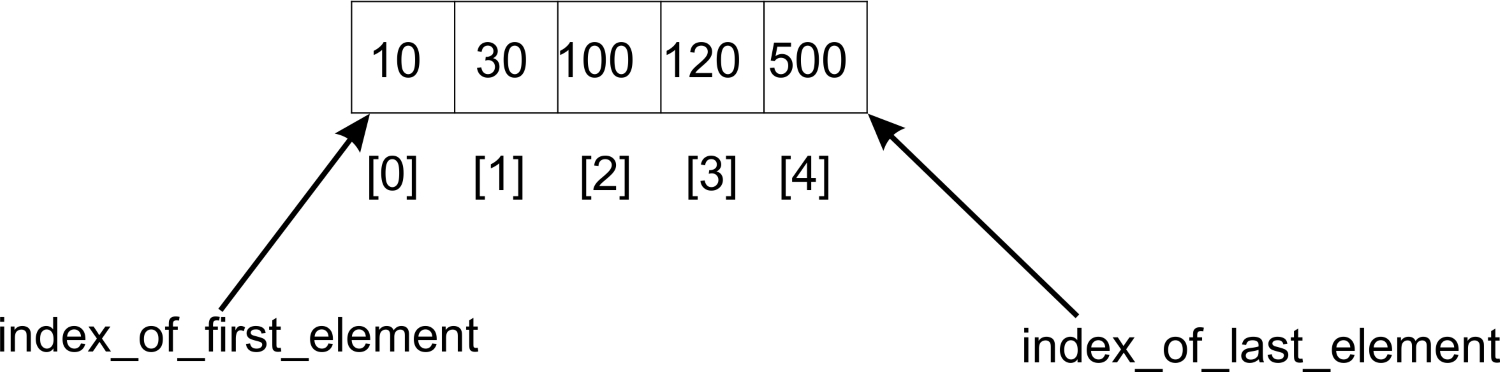 10 30 100 120 500
[0] [1] [2] [3] [4]
index_of_first_element
index_of_last_element